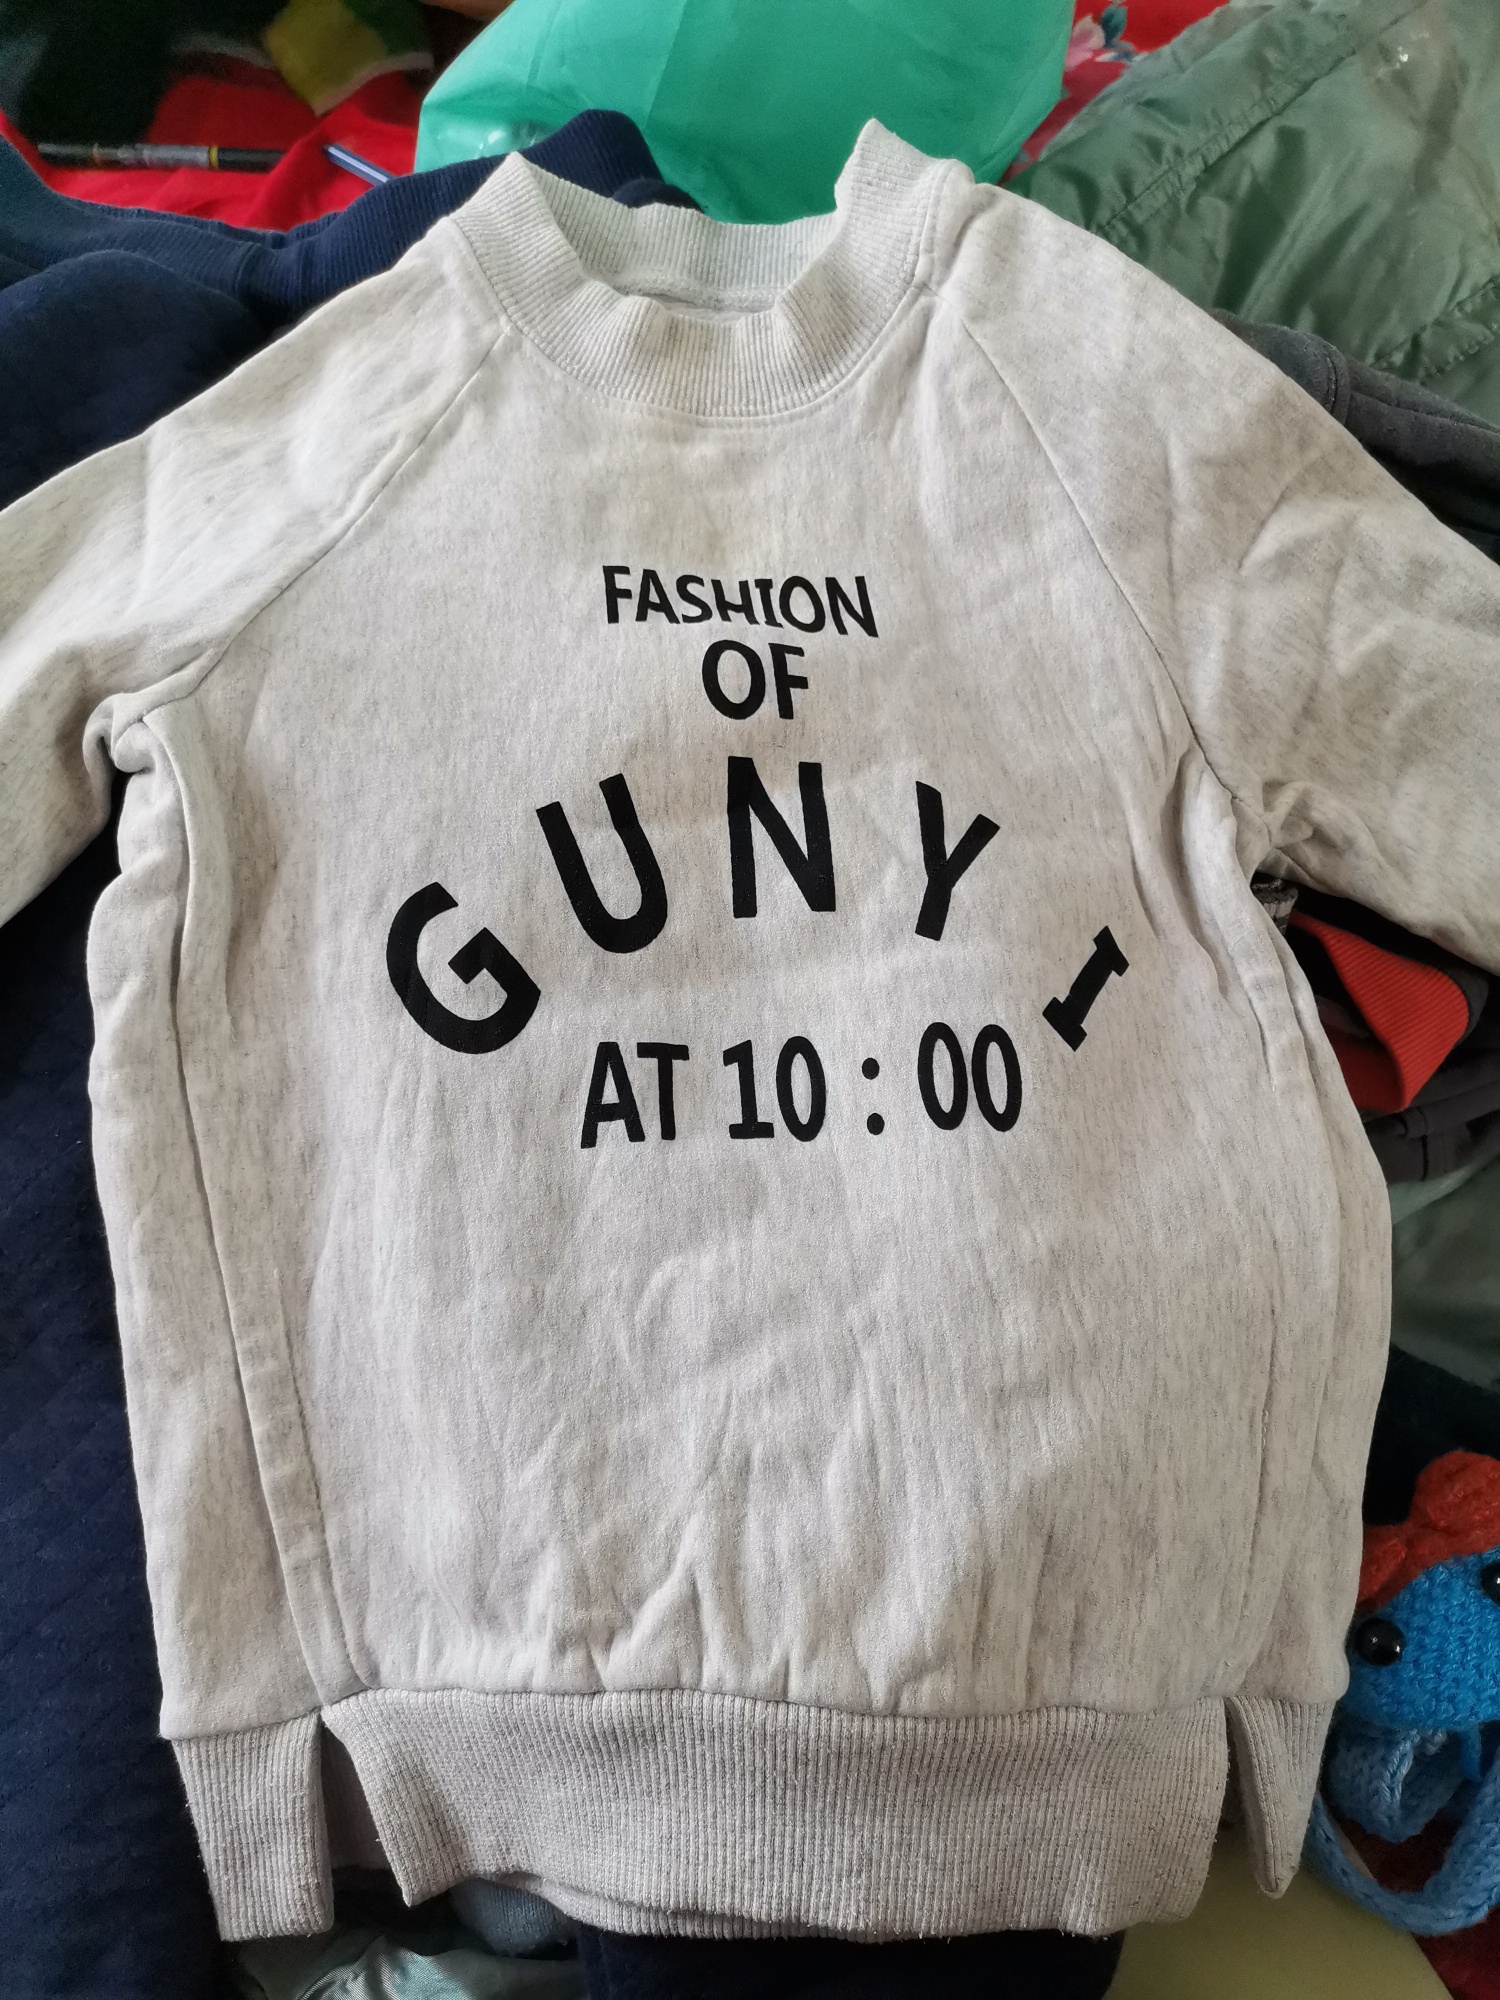 FASHION
OF
GUNYI
AT 10:00